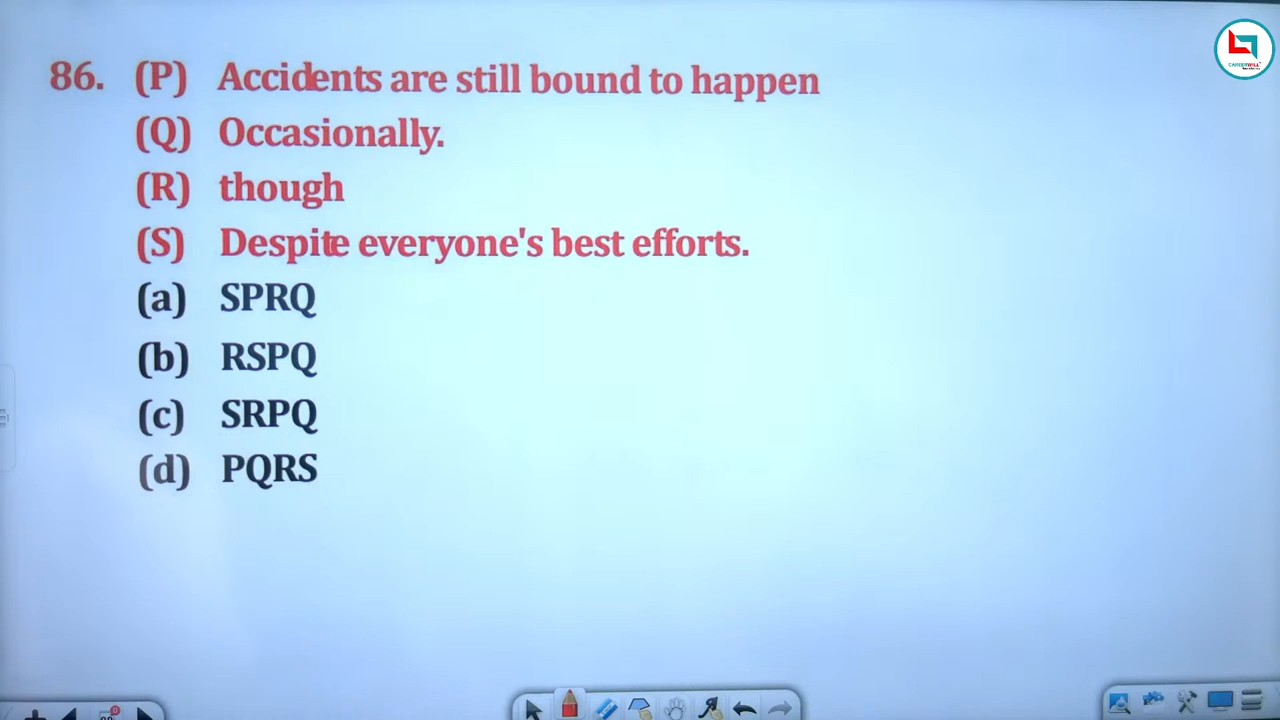 86. (P) Accidents are still bound to happen
(Q) Occasionally.
(R) though
(S) Despite everyone's best efforts.
(a) SPRQ
(b) RSPQ
(c) SRPQ
(d) PQRS